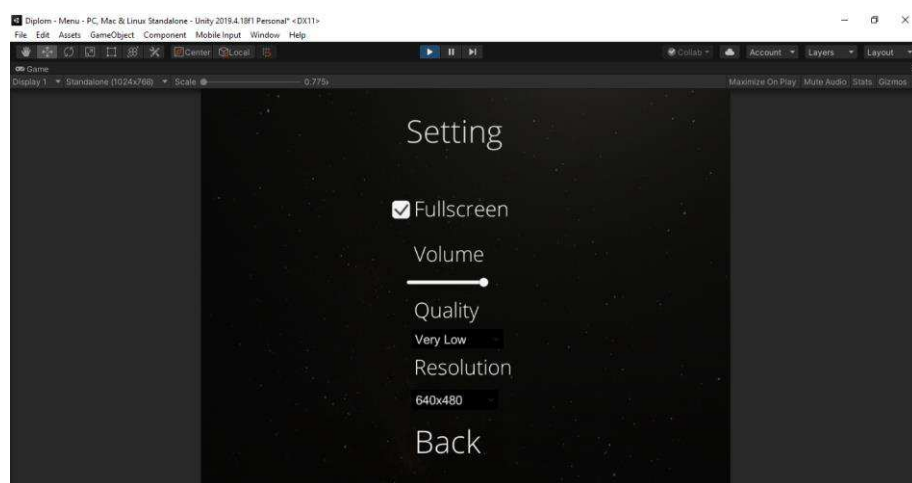 Diplom - Menu - PC, Mac & Linux Standalone - Unity 2019.4.18f1 Personal* <DX11>
File Edit Assets GameObject Component Mobile Input Window Help
Center Local Collab Account Layers Layout
Game
Display 1 Standalone (1024x768) Scale 0.775x Maximize On Play Mute Audio Stats Gizmos
Setting
Fullscreen
Volume
Quality
Very Low
Resolution
640x480
Back